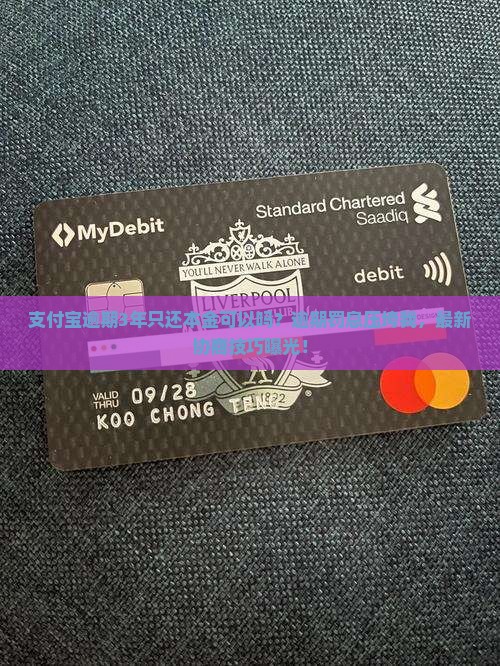 MyDebit
Standard Chartered
Saadiq
YOU'LL NEVER WALK ALONE
debit
LIVERPOOL
支付宝逾期3年只还本金可以吗？逾期罚息
，最新
协商技巧曝光！
VALID
THRU
09/28
KOO CHONG
1892